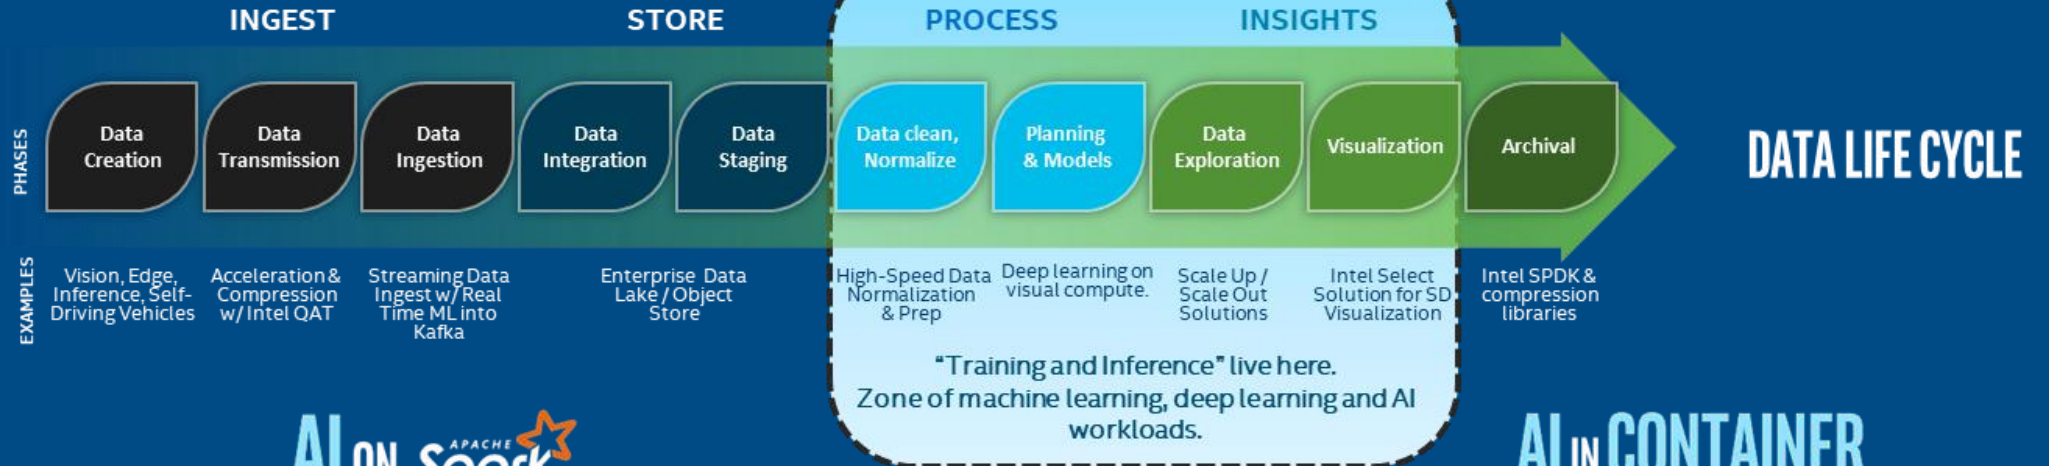 INGEST
STORE
PROCESS
INSIGHTS
PHASES
Data
Creation
Data
Transmission
Data
Ingestion
Data
Integration
Data
Staging
Data clean,
Normalize
Planning
& Models
Data
Exploration
Visualization
Archival
DATA LIFE CYCLE
EXAMPLES
Vision, Edge,
Inference, Self-
Driving Vehicles
Acceleration &
Compression
w/ Intel QAT
Streaming Data
Ingest w/ Real
Time ML into
Kafka
Enterprise Data
Lake / Object
Store
High-Speed Data
Normalization
& Prep
Deep learning on
visual compute.
Scale Up /
Scale Out
Solutions
Intel Select
Solution for SD
Visualization
Intel SPDK &
compression
libraries
“Training and Inference” live here.
Zone of machine learning, deep learning and AI
workloads.
AI ON APACHE Spark
AI IN CONTAINER